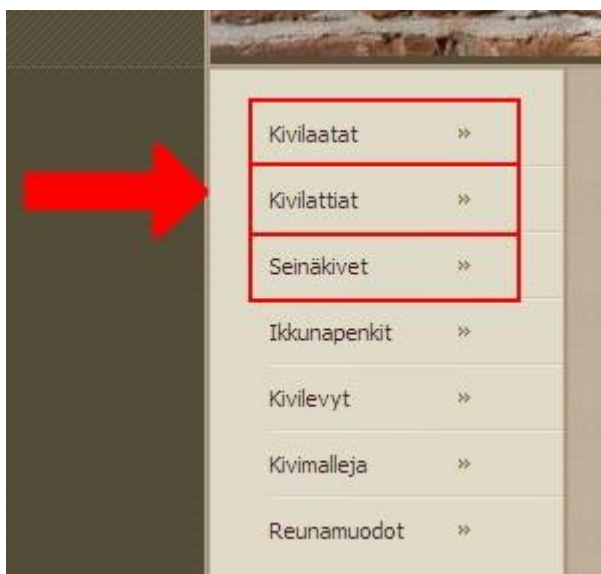 Kivilaatat »
Kivilattiat »
Seinäkivet »
Ikkunapenkit »
Kivilevyt »
Kivimalleja »
Reunamuodot »